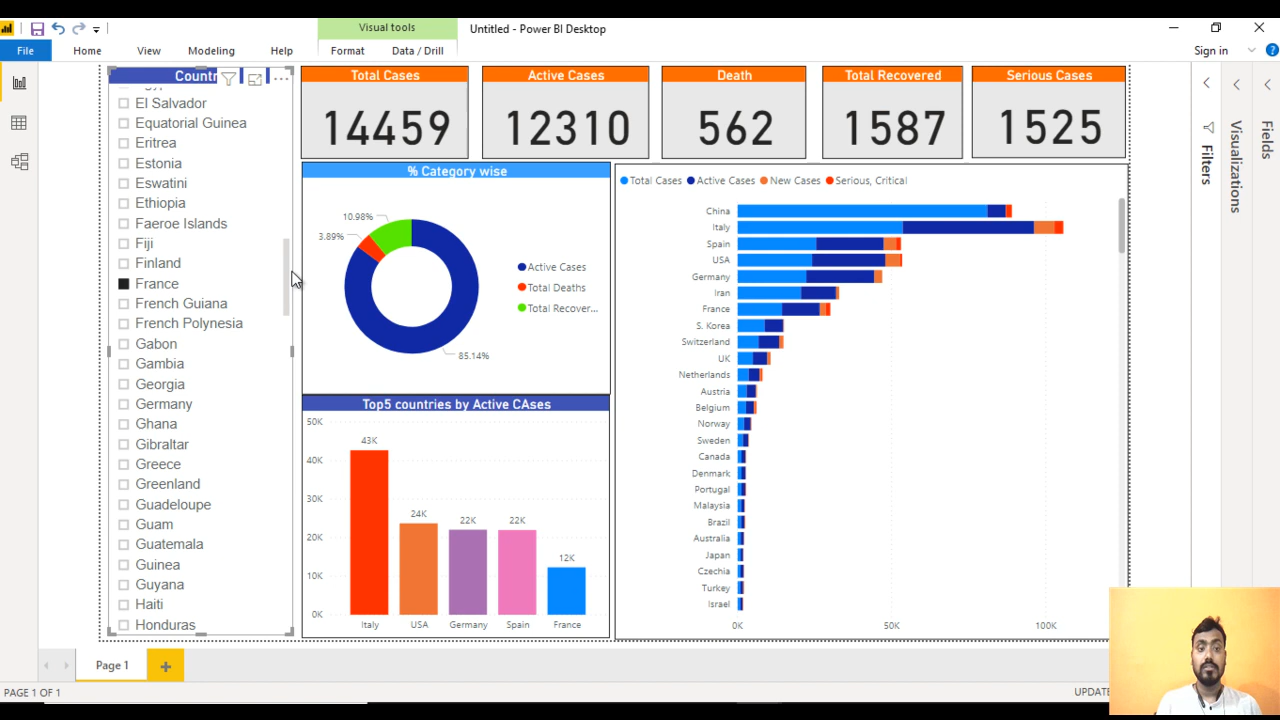 Visual tools
Untitled - Power BI Desktop
File
Home
View
Modeling
Help
Format
Data / Drill
Sign in
Countr
El Salvador
Equatorial Guinea
Eritrea
Estonia
Eswatini
Ethiopia
Faeroe Islands
Fiji
Finland
France
French Guiana
French Polynesia
Gabon
Gambia
Georgia
Germany
Ghana
Gibraltar
Greece
Greenland
Guadeloupe
Guam
Guatemala
Guinea
Guyana
Haiti
Honduras
Total Cases
14459
Active Cases
12310
Death
562
Total Recovered
1587
Serious Cases
1525
% Category wise
10.98%
3.89%
85.14%
Active Cases
Total Deaths
Total Recover...
Top5 countries by Active CAses
50K
40K
30K
20K
10K
0K
43K
24K
22K
22K
12K
Italy
USA
Germany
Spain
France
Total Cases
Active Cases
New Cases
Serious, Critical
China
Italy
Spain
USA
Germany
Iran
France
S. Korea
Switzerland
UK
Netherlands
Austria
Belgium
Norway
Sweden
Canada
Denmark
Portugal
Malaysia
Brazil
Australia
Japan
Czechia
Turkey
Israel
0K
50K
100K
Filters
Visualizations
Fields
Page 1
PAGE 1 OF 1
UPDATE